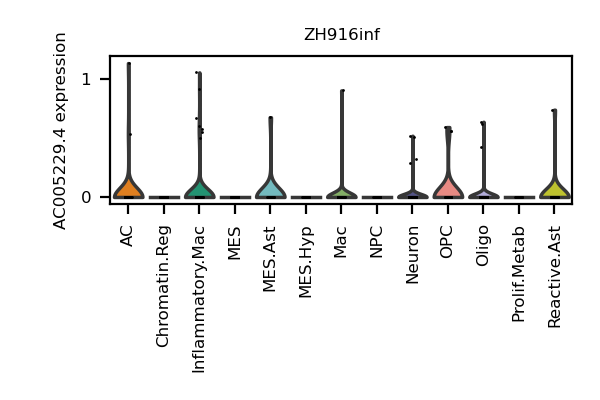 ZH916inf
AC005229.4 expression
1
0
AC
Chromatin.Reg
Inflammatory.Mac
MES
MES.Ast
MES.Hyp
Mac
NPC
Neuron
OPC
Oligo
Prolif.Metab
Reactive.Ast